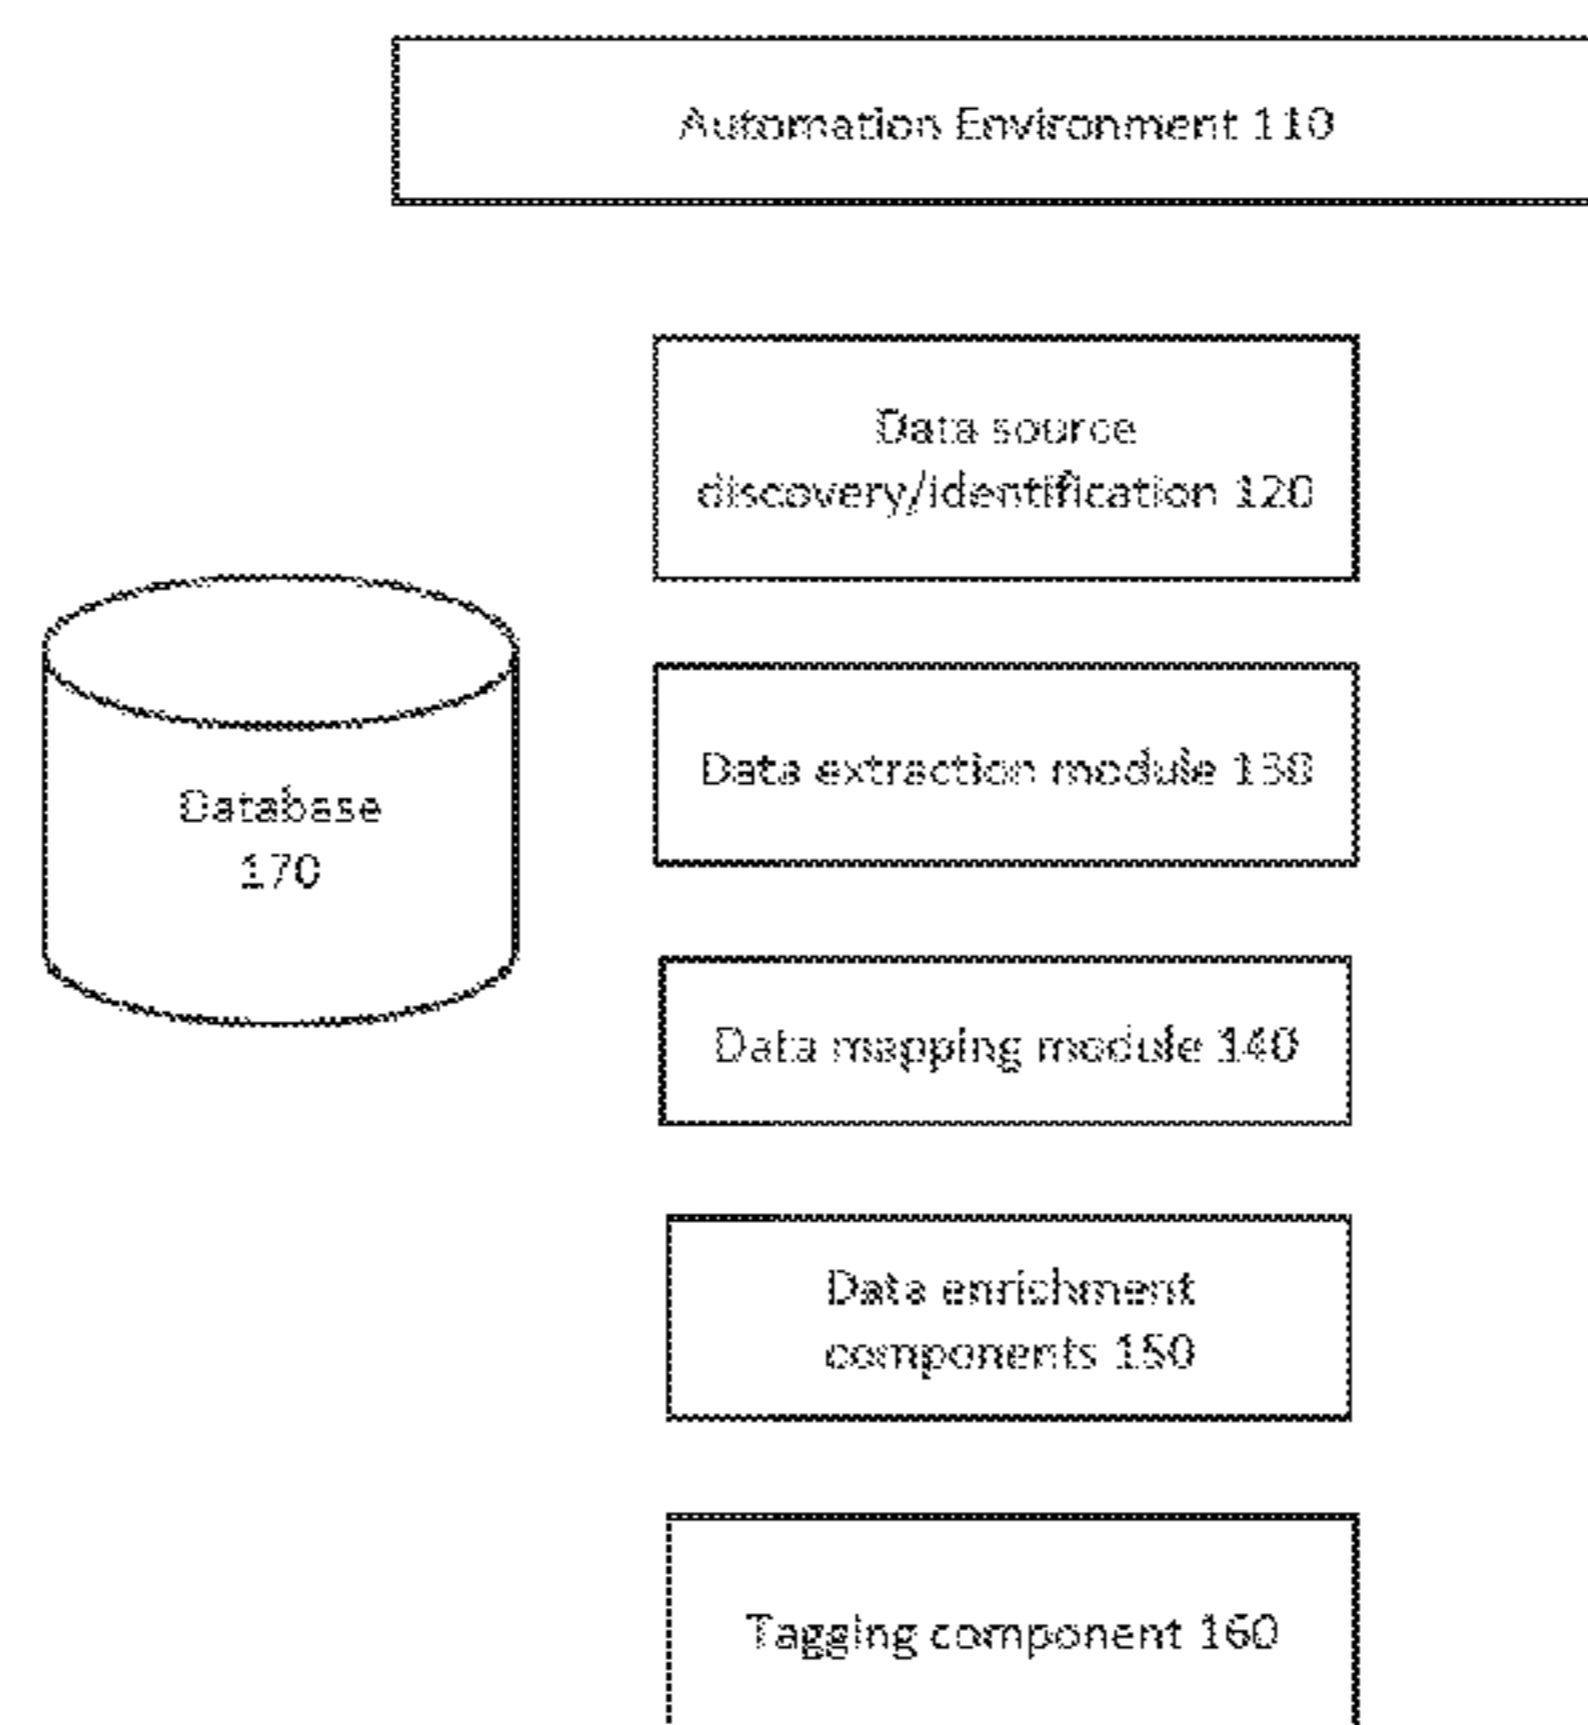 Automation Environment 110
Data source
discovery/identification 120
Data extraction module 130
Database
170
Data mapping module 140
Data enrichment
components 150
Tagging component 160